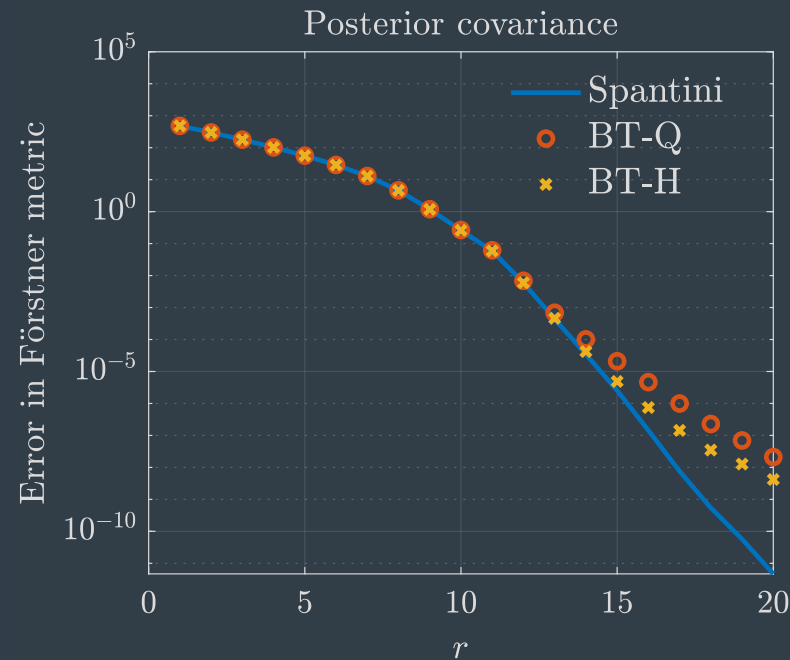 Posterior covariance
Error in Förstner metric
10^5
10^0
10^-5
10^-10
Spantini
BT-Q
BT-H
0 5 10 15 20
r